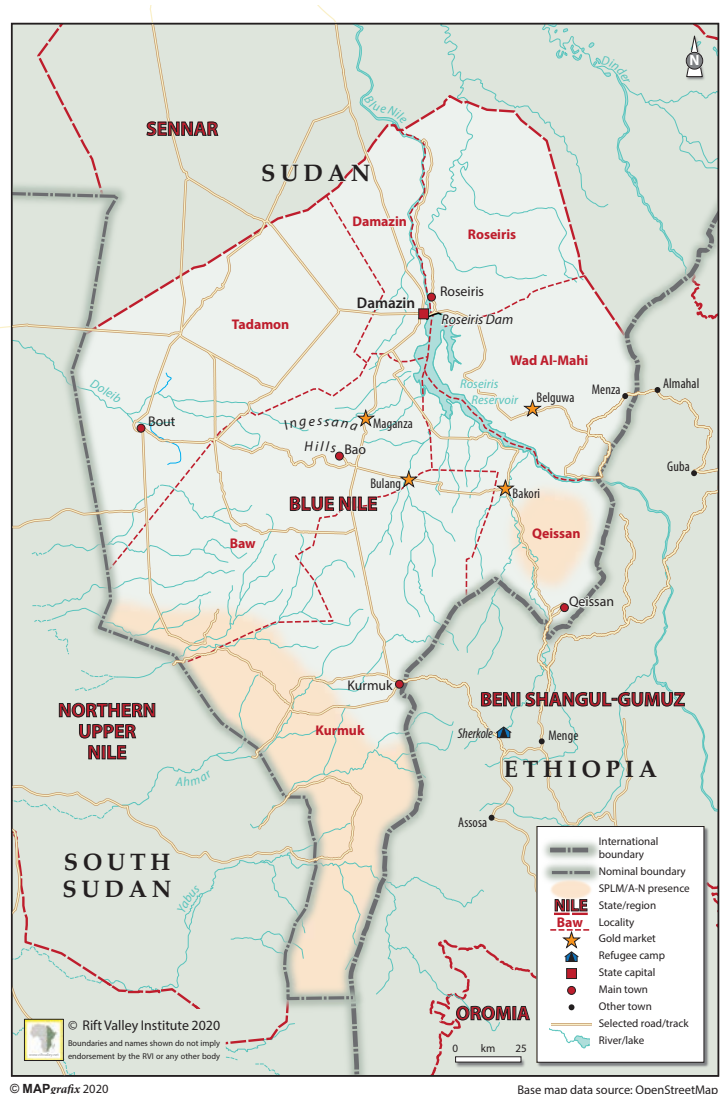 N
Dinder
Blue Nile
SENNAR
SUDAN
Damazin
Roseiris
Roseiris
Damazin
Roseiris Dam
Tadamon
Wad Al-Mahi
Roseiris
Reservoir
Belguwa
Menza
Almahal
Doleib
Bout
Ingessana
Hills
Maganza
Bao
Guba
Bulang
Bakori
BLUE NILE
Qeissan
Baw
Qeissan
Kurmuk
BENI SHANGUL-GUMUZ
NORTHERN
UPPER
NILE
Kurmuk
Sherkole
Menge
ETHIOPIA
Ahmar
Assosa
SOUTH
SUDAN
Yabus
OROMIA
International
boundary
Nominal boundary
SPLM/A-N presence
NILE State/region
Baw Locality
Gold market
Refugee camp
State capital
Main town
Other town
Selected road/track
River/lake
0 km 25
© Rift Valley Institute 2020
Boundaries and names shown do not imply
endorsement by the RVI or any other body
© MAPgrafix 2020
Base map data source: OpenStreetMap